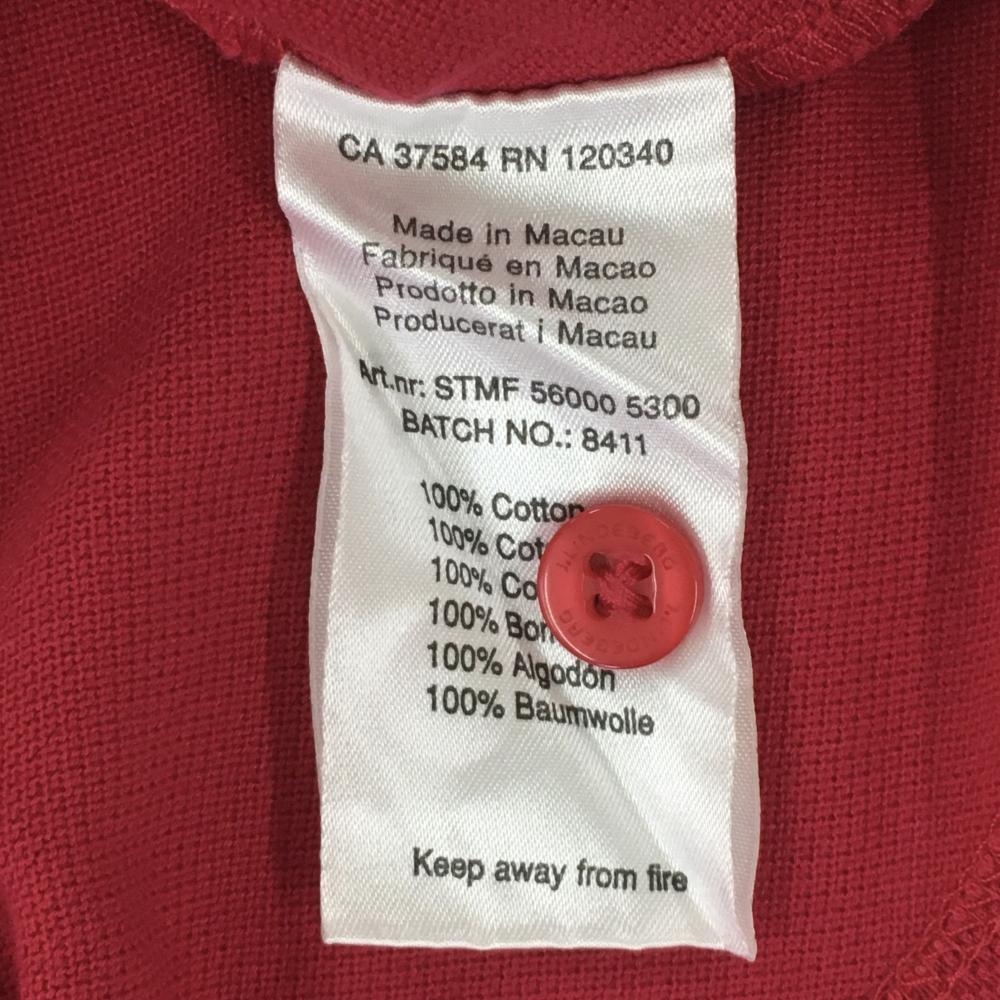 CA 37584 RN 120340
Made in Macau
Fabriqué en Macao
Prodotto in Macao
Producerat i Macau
Art.nr: STMF 56000 5300
BATCH NO.: 8411
100% Cotton
100%
100%
100%
100% Algodón
100% Baumwolle
Keep away from fire